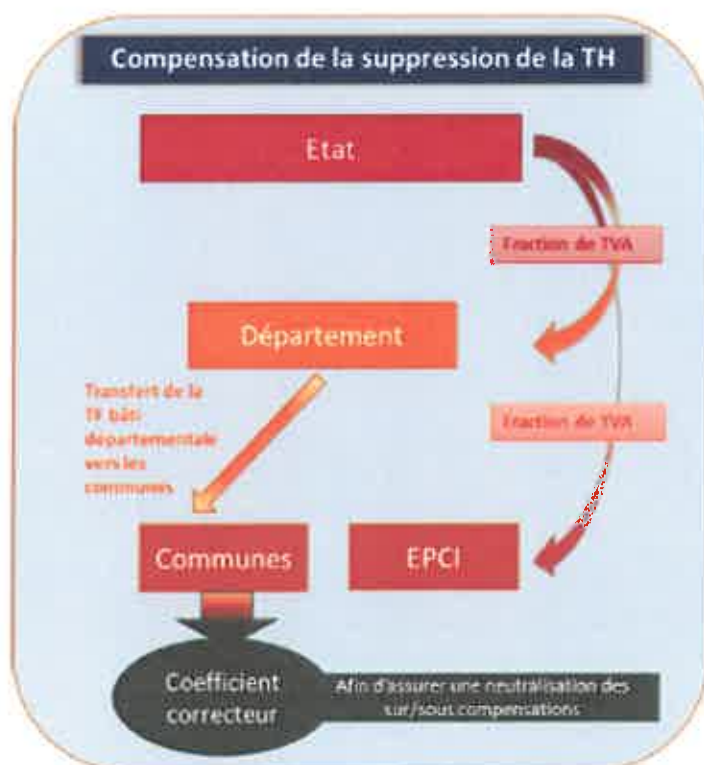 Compensation de la suppression de la TH
Etat
Fraction de TVA
Département
Transfert de la
TF bâti
départementale
vers les
communes
Fraction de TVA
Communes
EPCI
Coefficient
correcteur
Afin d'assurer une neutralisation des
sur/sous compensations